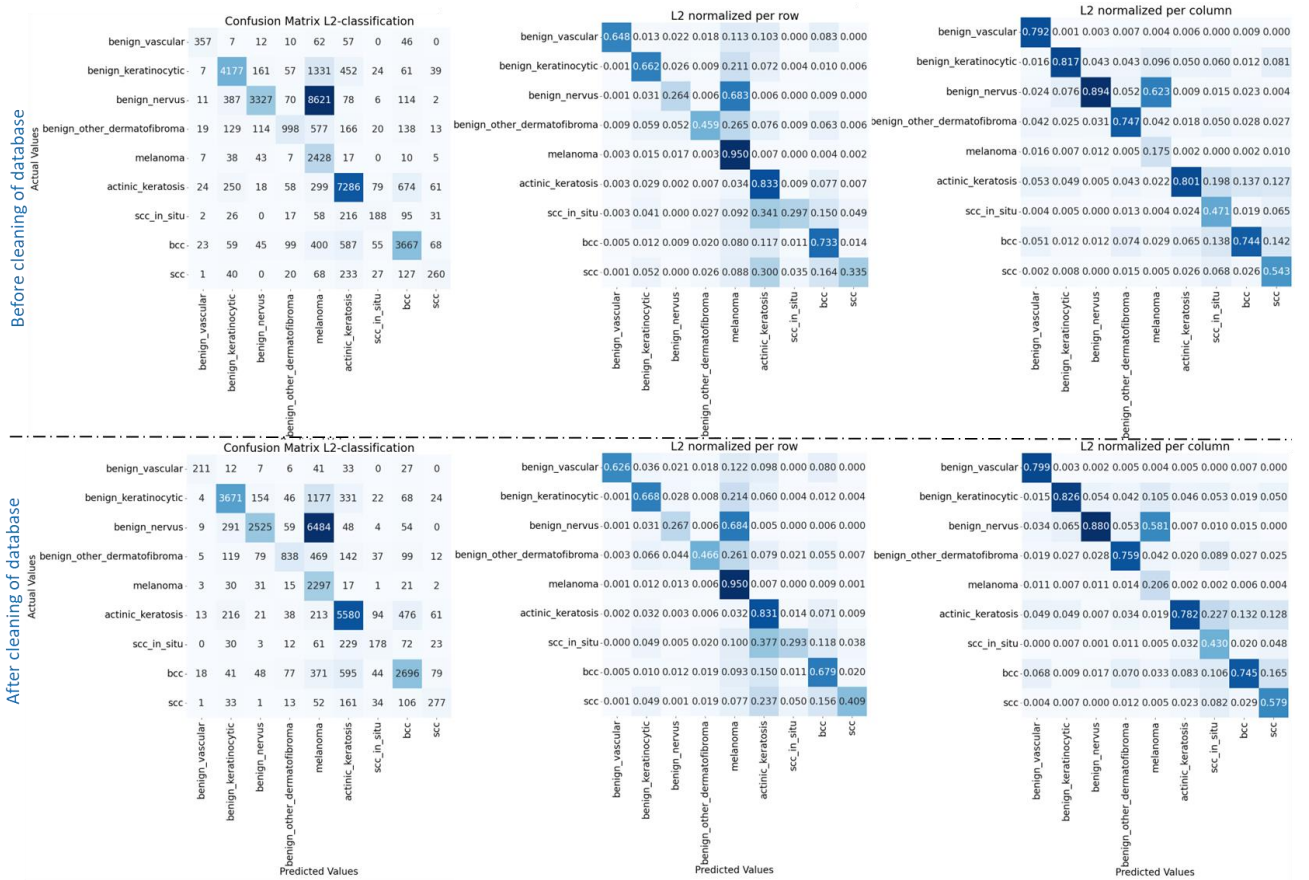 Before cleaning of database
Actual Values
Confusion Matrix L2-classification
benign_vascular 357 7 12 10 62 57 0 46 0
benign_keratinocytic 7 4177 161 57 1331 452 24 61 39
benign_nervus 11 387 3327 70 8621 78 6 114 2
benign_other_dermatofibroma 19 129 114 998 577 166 20 138 13
melanoma 7 38 43 7 2428 17 0 10 5
actinic_keratosis 24 250 18 58 299 7286 79 674 61
scc_in_situ 2 26 0 17 58 216 188 95 31
bcc 23 59 45 99 400 587 55 3667 68
scc 1 40 0 20 68 233 27 127 260
benign_vascular
benign_keratinocytic
benign_nervus
benign_other_dermatofibroma
melanoma
actinic_keratosis
scc_in_situ
bcc
scc
L2 normalized per row
benign_vascular 0.648 0.013 0.022 0.018 0.113 0.103 0.000 0.083 0.000
benign_keratinocytic 0.001 0.662 0.026 0.009 0.211 0.072 0.004 0.010 0.006
benign_nervus 0.001 0.031 0.264 0.006 0.683 0.006 0.000 0.009 0.000
benign_other_dermatofibroma 0.009 0.059 0.052 0.459 0.265 0.076 0.009 0.063 0.006
melanoma 0.003 0.015 0.017 0.003 0.950 0.007 0.000 0.004 0.002
actinic_keratosis 0.003 0.029 0.002 0.007 0.034 0.833 0.009 0.077 0.007
scc_in_situ 0.003 0.041 0.000 0.027 0.092 0.341 0.297 0.150 0.049
bcc 0.005 0.012 0.009 0.020 0.080 0.117 0.011 0.733 0.014
scc 0.001 0.052 0.000 0.026 0.088 0.300 0.035 0.164 0.335
benign_vascular
benign_keratinocytic
benign_nervus
benign_other_dermatofibroma
melanoma
actinic_keratosis
scc_in_situ
bcc
scc
L2 normalized per column
benign_vascular 0.792 0.001 0.003 0.007 0.004 0.006 0.000 0.009 0.000
benign_keratinocytic 0.016 0.817 0.043 0.043 0.096 0.050 0.060 0.012 0.081
benign_nervus 0.024 0.076 0.894 0.052 0.623 0.009 0.015 0.023 0.004
benign_other_dermatofibroma 0.042 0.025 0.031 0.747 0.042 0.018 0.050 0.028 0.027
melanoma 0.016 0.007 0.012 0.005 0.175 0.002 0.000 0.002 0.010
actinic_keratosis 0.053 0.049 0.005 0.043 0.022 0.801 0.198 0.137 0.127
scc_in_situ 0.004 0.005 0.000 0.013 0.004 0.024 0.471 0.019 0.065
bcc 0.051 0.012 0.012 0.074 0.029 0.065 0.138 0.744 0.142
scc 0.002 0.008 0.000 0.015 0.005 0.026 0.068 0.026 0.543
benign_vascular
benign_keratinocytic
benign_nervus
benign_other_dermatofibroma
melanoma
actinic_keratosis
scc_in_situ
bcc
scc
After cleaning of database
Actual Values
Confusion Matrix L2-classification
benign_vascular 211 12 7 6 41 33 0 27 0
benign_keratinocytic 4 3671 154 46 1177 331 22 68 24
benign_nervus 9 291 2525 59 6484 48 4 54 0
benign_other_dermatofibroma 5 119 79 838 469 142 37 99 12
melanoma 3 30 31 15 2297 17 1 21 2
actinic_keratosis 13 216 21 38 213 5580 94 476 61
scc_in_situ 0 30 3 12 61 229 178 72 23
bcc 18 41 48 77 371 595 44 2696 79
scc 1 33 1 13 52 161 34 106 277
benign_vascular
benign_keratinocytic
benign_nervus
benign_other_dermatofibroma
melanoma
actinic_keratosis
scc_in_situ
bcc
scc
Predicted Values
L2 normalized per row
benign_vascular 0.626 0.036 0.021 0.018 0.122 0.098 0.000 0.080 0.000
benign_keratinocytic 0.001 0.668 0.028 0.008 0.214 0.060 0.004 0.012 0.004
benign_nervus 0.001 0.031 0.267 0.006 0.684 0.005 0.000 0.006 0.000
benign_other_dermatofibroma 0.003 0.066 0.044 0.466 0.261 0.079 0.021 0.055 0.007
melanoma 0.001 0.012 0.013 0.006 0.950 0.007 0.000 0.009 0.001
actinic_keratosis 0.002 0.032 0.003 0.006 0.032 0.831 0.014 0.071 0.009
scc_in_situ 0.000 0.049 0.005 0.020 0.100 0.377 0.293 0.118 0.038
bcc 0.005 0.010 0.012 0.019 0.093 0.150 0.011 0.679 0.020
scc 0.001 0.049 0.001 0.019 0.077 0.237 0.050 0.156 0.409
benign_vascular
benign_keratinocytic
benign_nervus
benign_other_dermatofibroma
melanoma
actinic_keratosis
scc_in_situ
bcc
scc
Predicted Values
L2 normalized per column
benign_vascular 0.799 0.003 0.002 0.005 0.004 0.005 0.000 0.007 0.000
benign_keratinocytic 0.015 0.826 0.054 0.042 0.105 0.046 0.053 0.019 0.050
benign_nervus 0.034 0.065 0.880 0.053 0.581 0.007 0.010 0.015 0.000
benign_other_dermatofibroma 0.019 0.027 0.028 0.759 0.042 0.020 0.089 0.027 0.025
melanoma 0.011 0.007 0.011 0.014 0.206 0.002 0.002 0.006 0.004
actinic_keratosis 0.049 0.049 0.007 0.034 0.019 0.782 0.227 0.132 0.128
scc_in_situ 0.000 0.007 0.001 0.011 0.005 0.032 0.430 0.020 0.048
bcc 0.068 0.009 0.017 0.070 0.033 0.083 0.106 0.745 0.165
scc 0.004 0.007 0.000 0.012 0.005 0.023 0.082 0.029 0.579
benign_vascular
benign_keratinocytic
benign_nervus
benign_other_dermatofibroma
melanoma
actinic_keratosis
scc_in_situ
bcc
scc